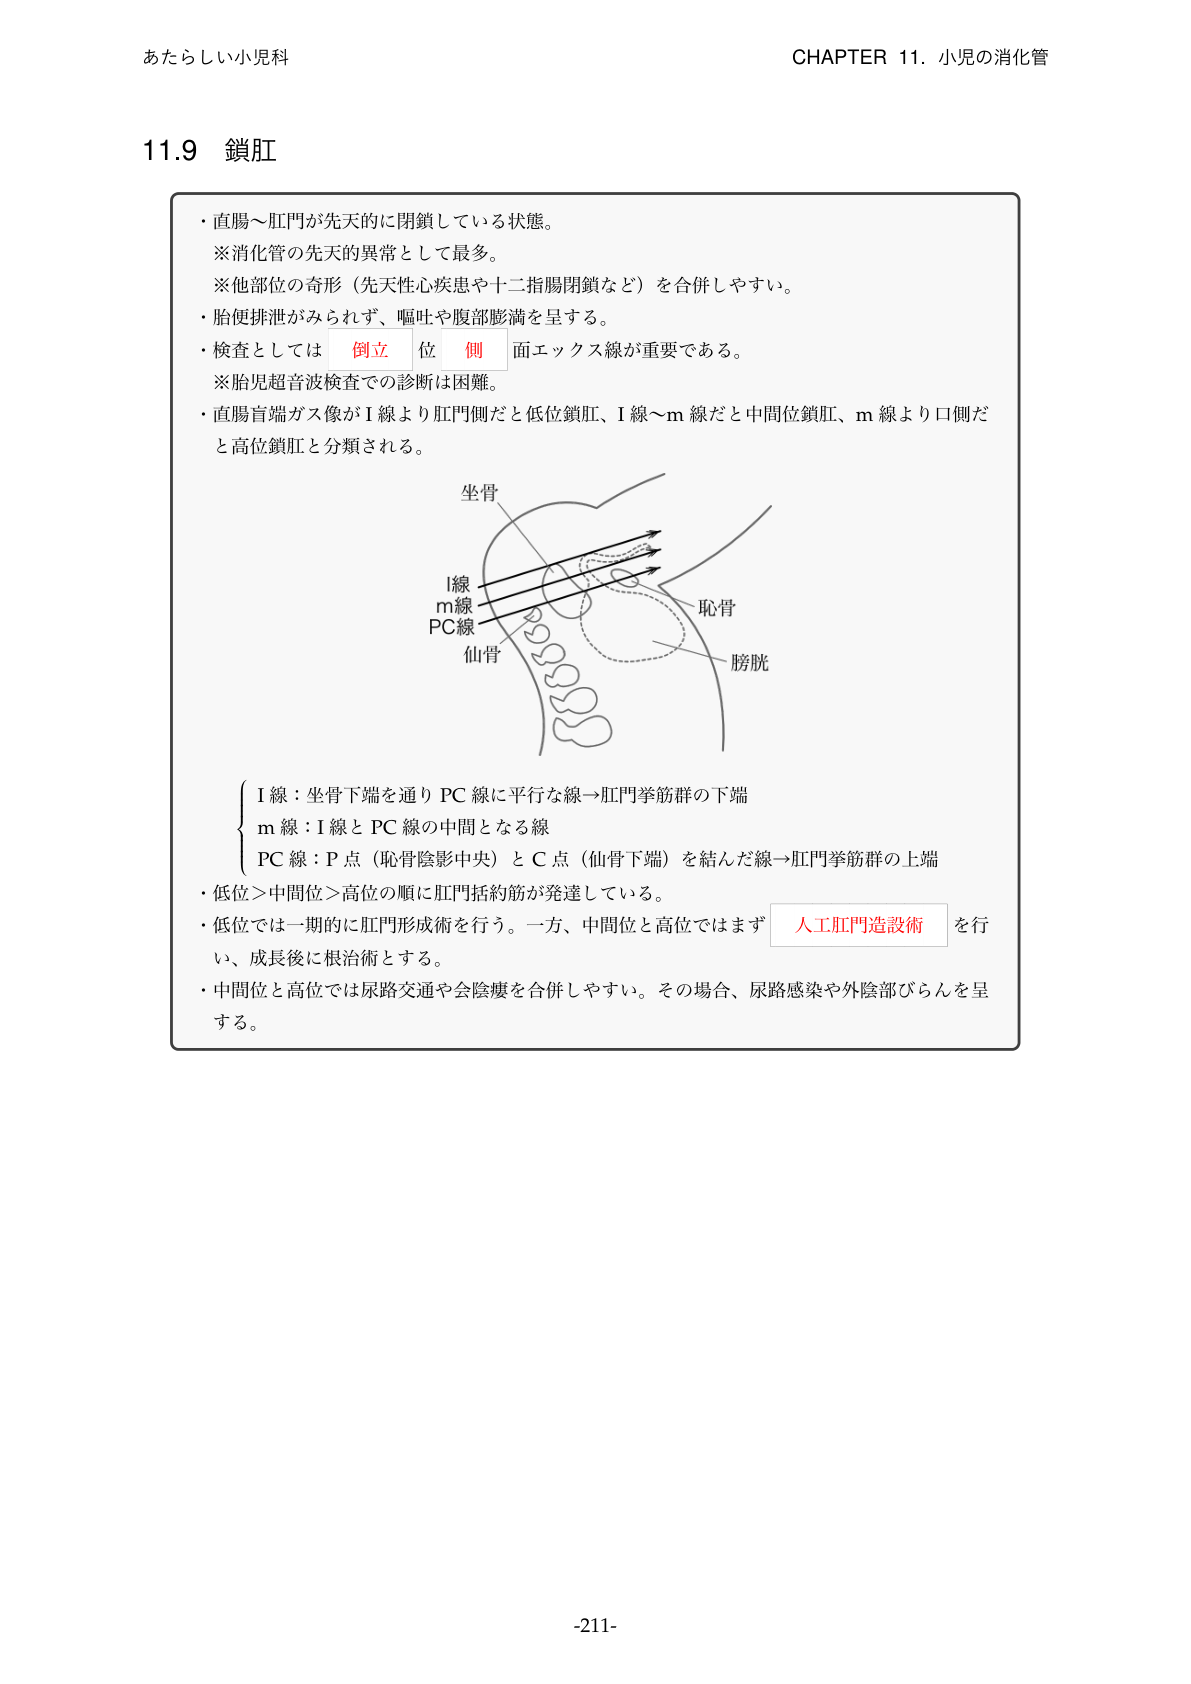 あたらしい小児科
CHAPTER 11. 小児の消化管
11.9 鎖肛
・直腸〜肛門が先天的に閉鎖している状態。
※消化管の先天的異常として最多。
※他部位の奇形（先天性心疾患や十二指腸閉鎖など）を合併しやすい。
・胎便排泄がみられず、嘔吐や腹部膨満を呈する。
・検査としては 倒立 位 側 面エックス線が重要である。
※胎児超音波検査での診断は困難。
・直腸盲端ガス像が I 線より肛門側だと低位鎖肛、I 線〜m 線だと中間位鎖肛、m 線より口側だ
と高位鎖肛と分類される。
坐骨
I線
m線
PC線
仙骨
恥骨
膀胱
I 線：坐骨下端を通り PC 線に平行な線→肛門挙筋群の下端
m 線：I 線と PC 線の中間となる線
PC 線：P 点（恥骨陰影中央）と C 点（仙骨下端）を結んだ線→肛門挙筋群の上端
・低位＞中間位＞高位の順に肛門括約筋が発達している。
・低位では一期的に肛門形成術を行う。一方、中間位と高位ではまず 人工肛門造設術 を行
い、成長後に根治術とする。
・中間位と高位では尿路交通や会陰瘻を合併しやすい。その場合、尿路感染や外陰部びらんを呈
する。
-211-